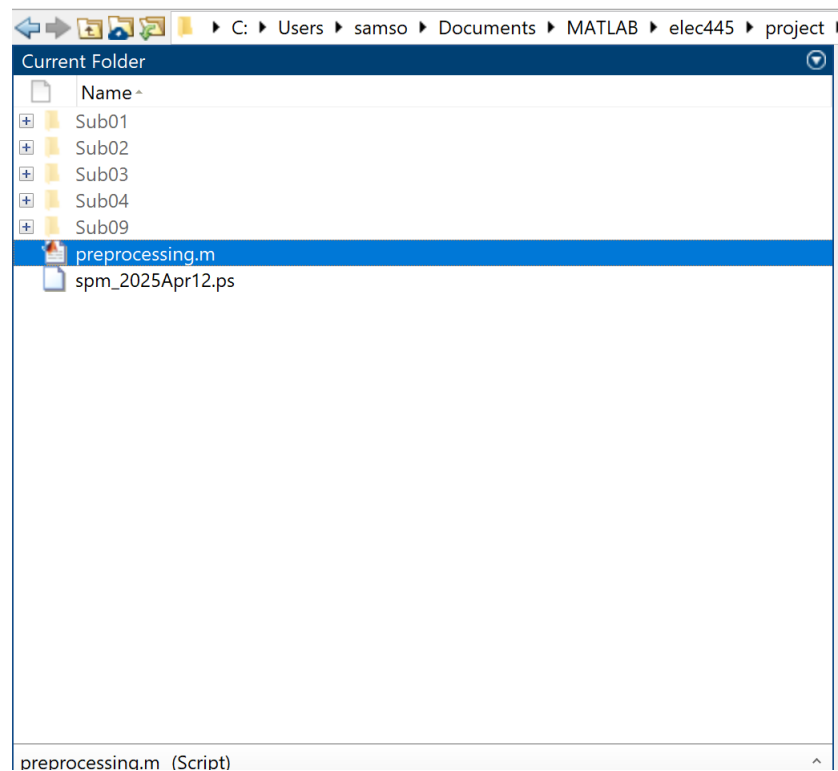 C: Users samso Documents MATLAB elec445 project
Current Folder
Name
Sub01
Sub02
Sub03
Sub04
Sub09
preprocessing.m
spm_2025Apr12.ps
preprocessing.m (Script)